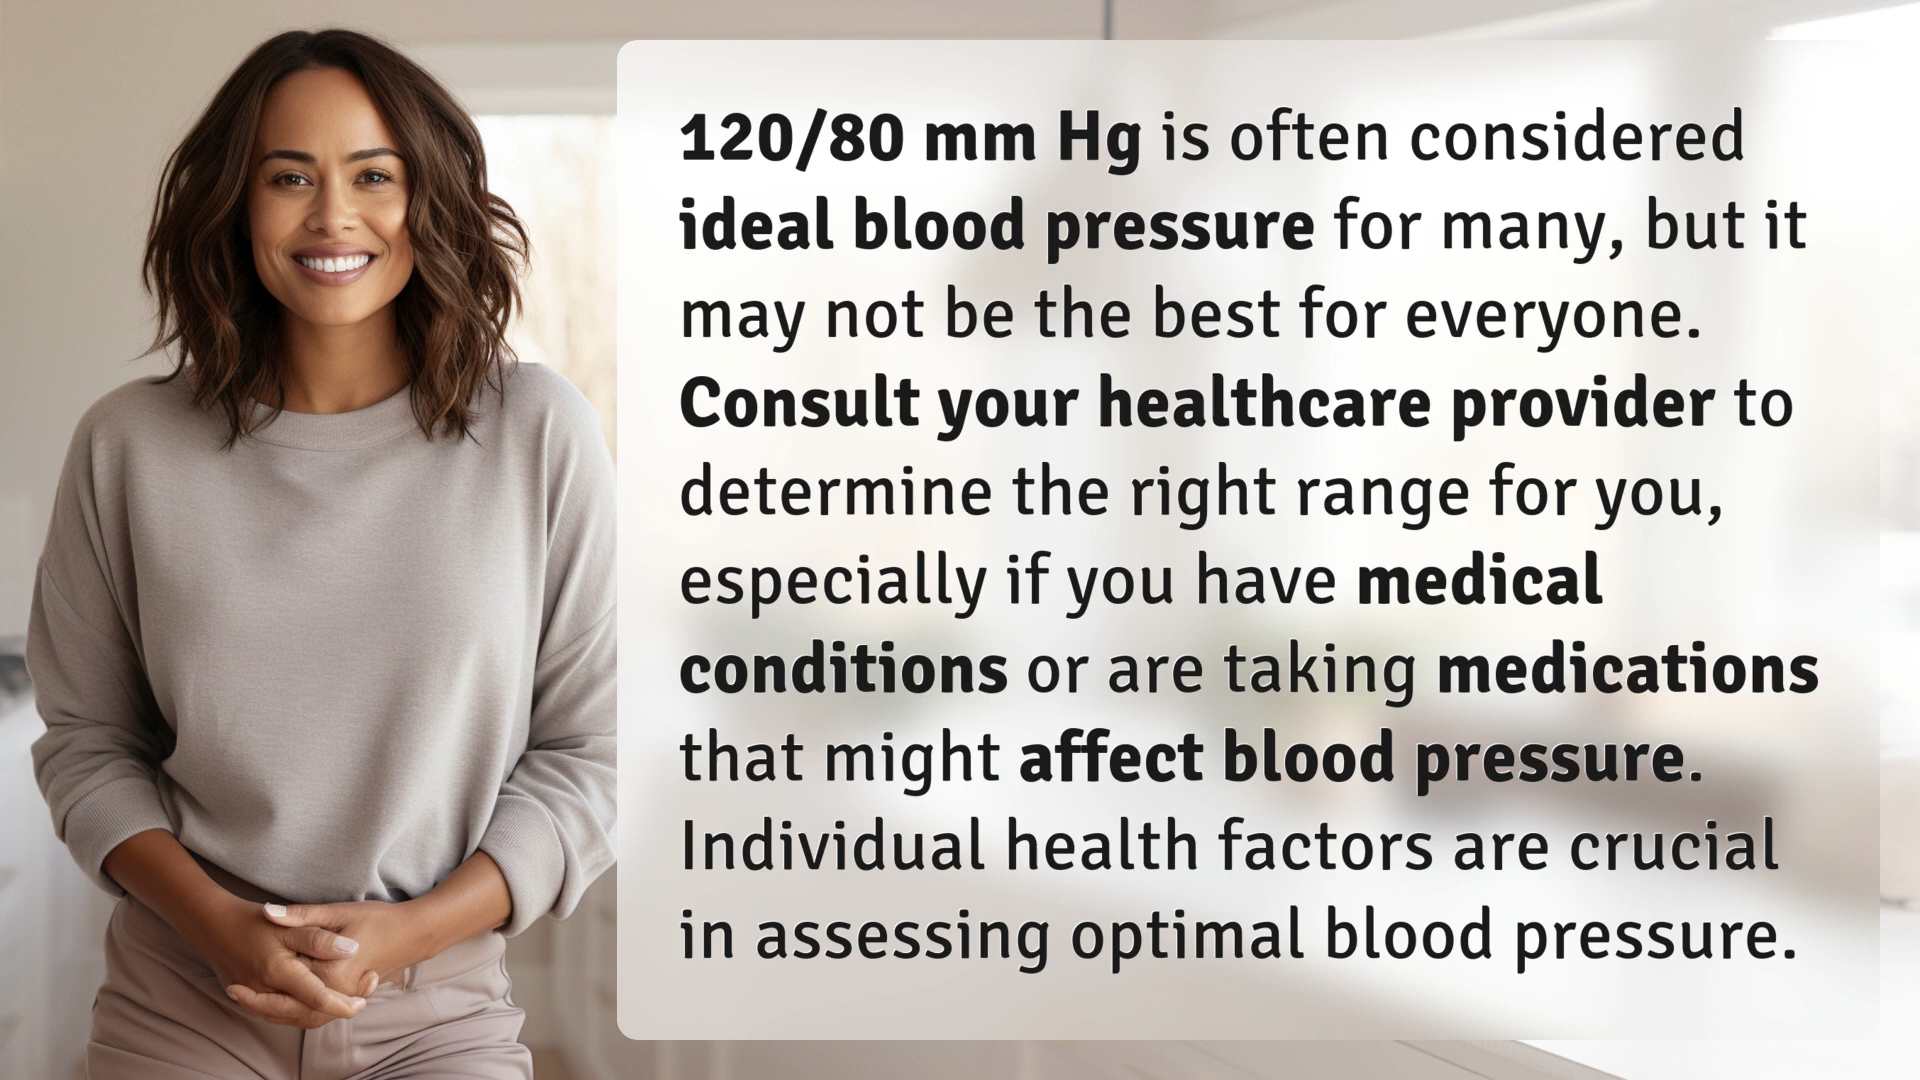 120/80 mm Hg is often considered
ideal blood pressure for many, but it
may not be the best for everyone.
Consult your healthcare provider to
determine the right range for you,
especially if you have medical
conditions or are taking medications
that might affect blood pressure.
Individual health factors are crucial
in assessing optimal blood pressure.